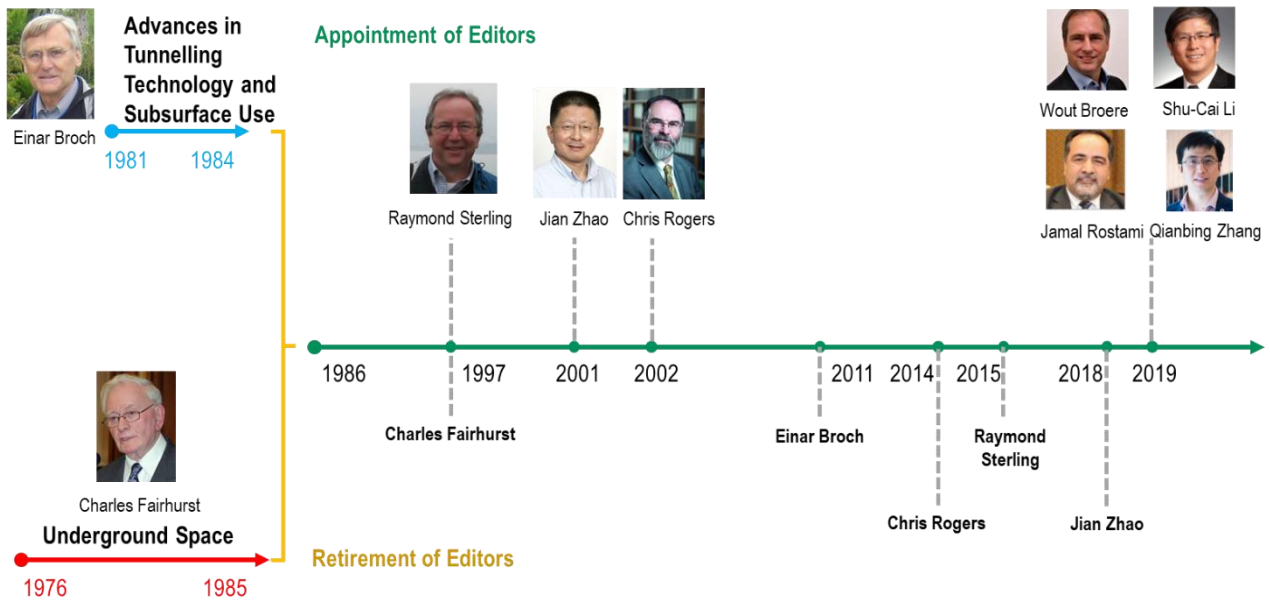 Advances in
Tunnelling
Technology and
Subsurface Use
Einar Broch
1981 1984
Appointment of Editors
Raymond Sterling
Jian Zhao
Chris Rogers
Wout Broere
Shu-Cai Li
Jamal Rostami
Qianbing Zhang
1986 1997 2001 2002 2011 2014 2015 2018 2019
Charles Fairhurst
Einar Broch
Raymond
Sterling
Chris Rogers
Jian Zhao
Charles Fairhurst
Underground Space
1976 1985
Retirement of Editors